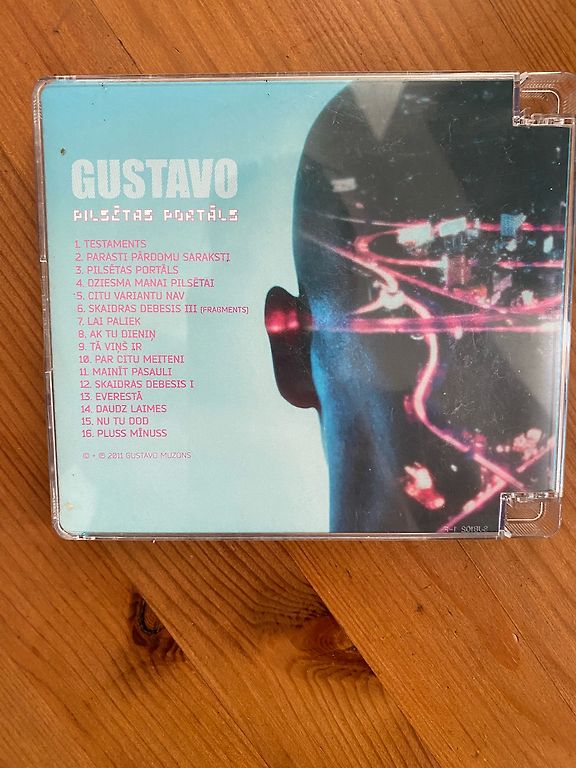 GUSTAVO
PILSĒTAS PORTĀLS
1. TESTAMENTS
2. PARASTI PĀRDOMU SARAKSTI
3. PILSĒTAS PORTĀLS
4. DZIESMA MANAI PILSĒTAI
5. CITU VARIANTU NAV
6. SKAIDRAS DEBESIS III (FRAGMENTS)
7. LAI PALIEK
8. AK TU DIENIŅ
9. TĀ VIŅŠ IR
10. PAR CITU MEITENI
11. MAINĪT PASAULI
12. SKAIDRAS DEBESIS I
13. EVERESTĀ
14. DAUDZ LAIMES
15. NU TU DOD
16. PLUSS MĪNUSS
© + ℗ 2011 GUSTAVO MUZONS